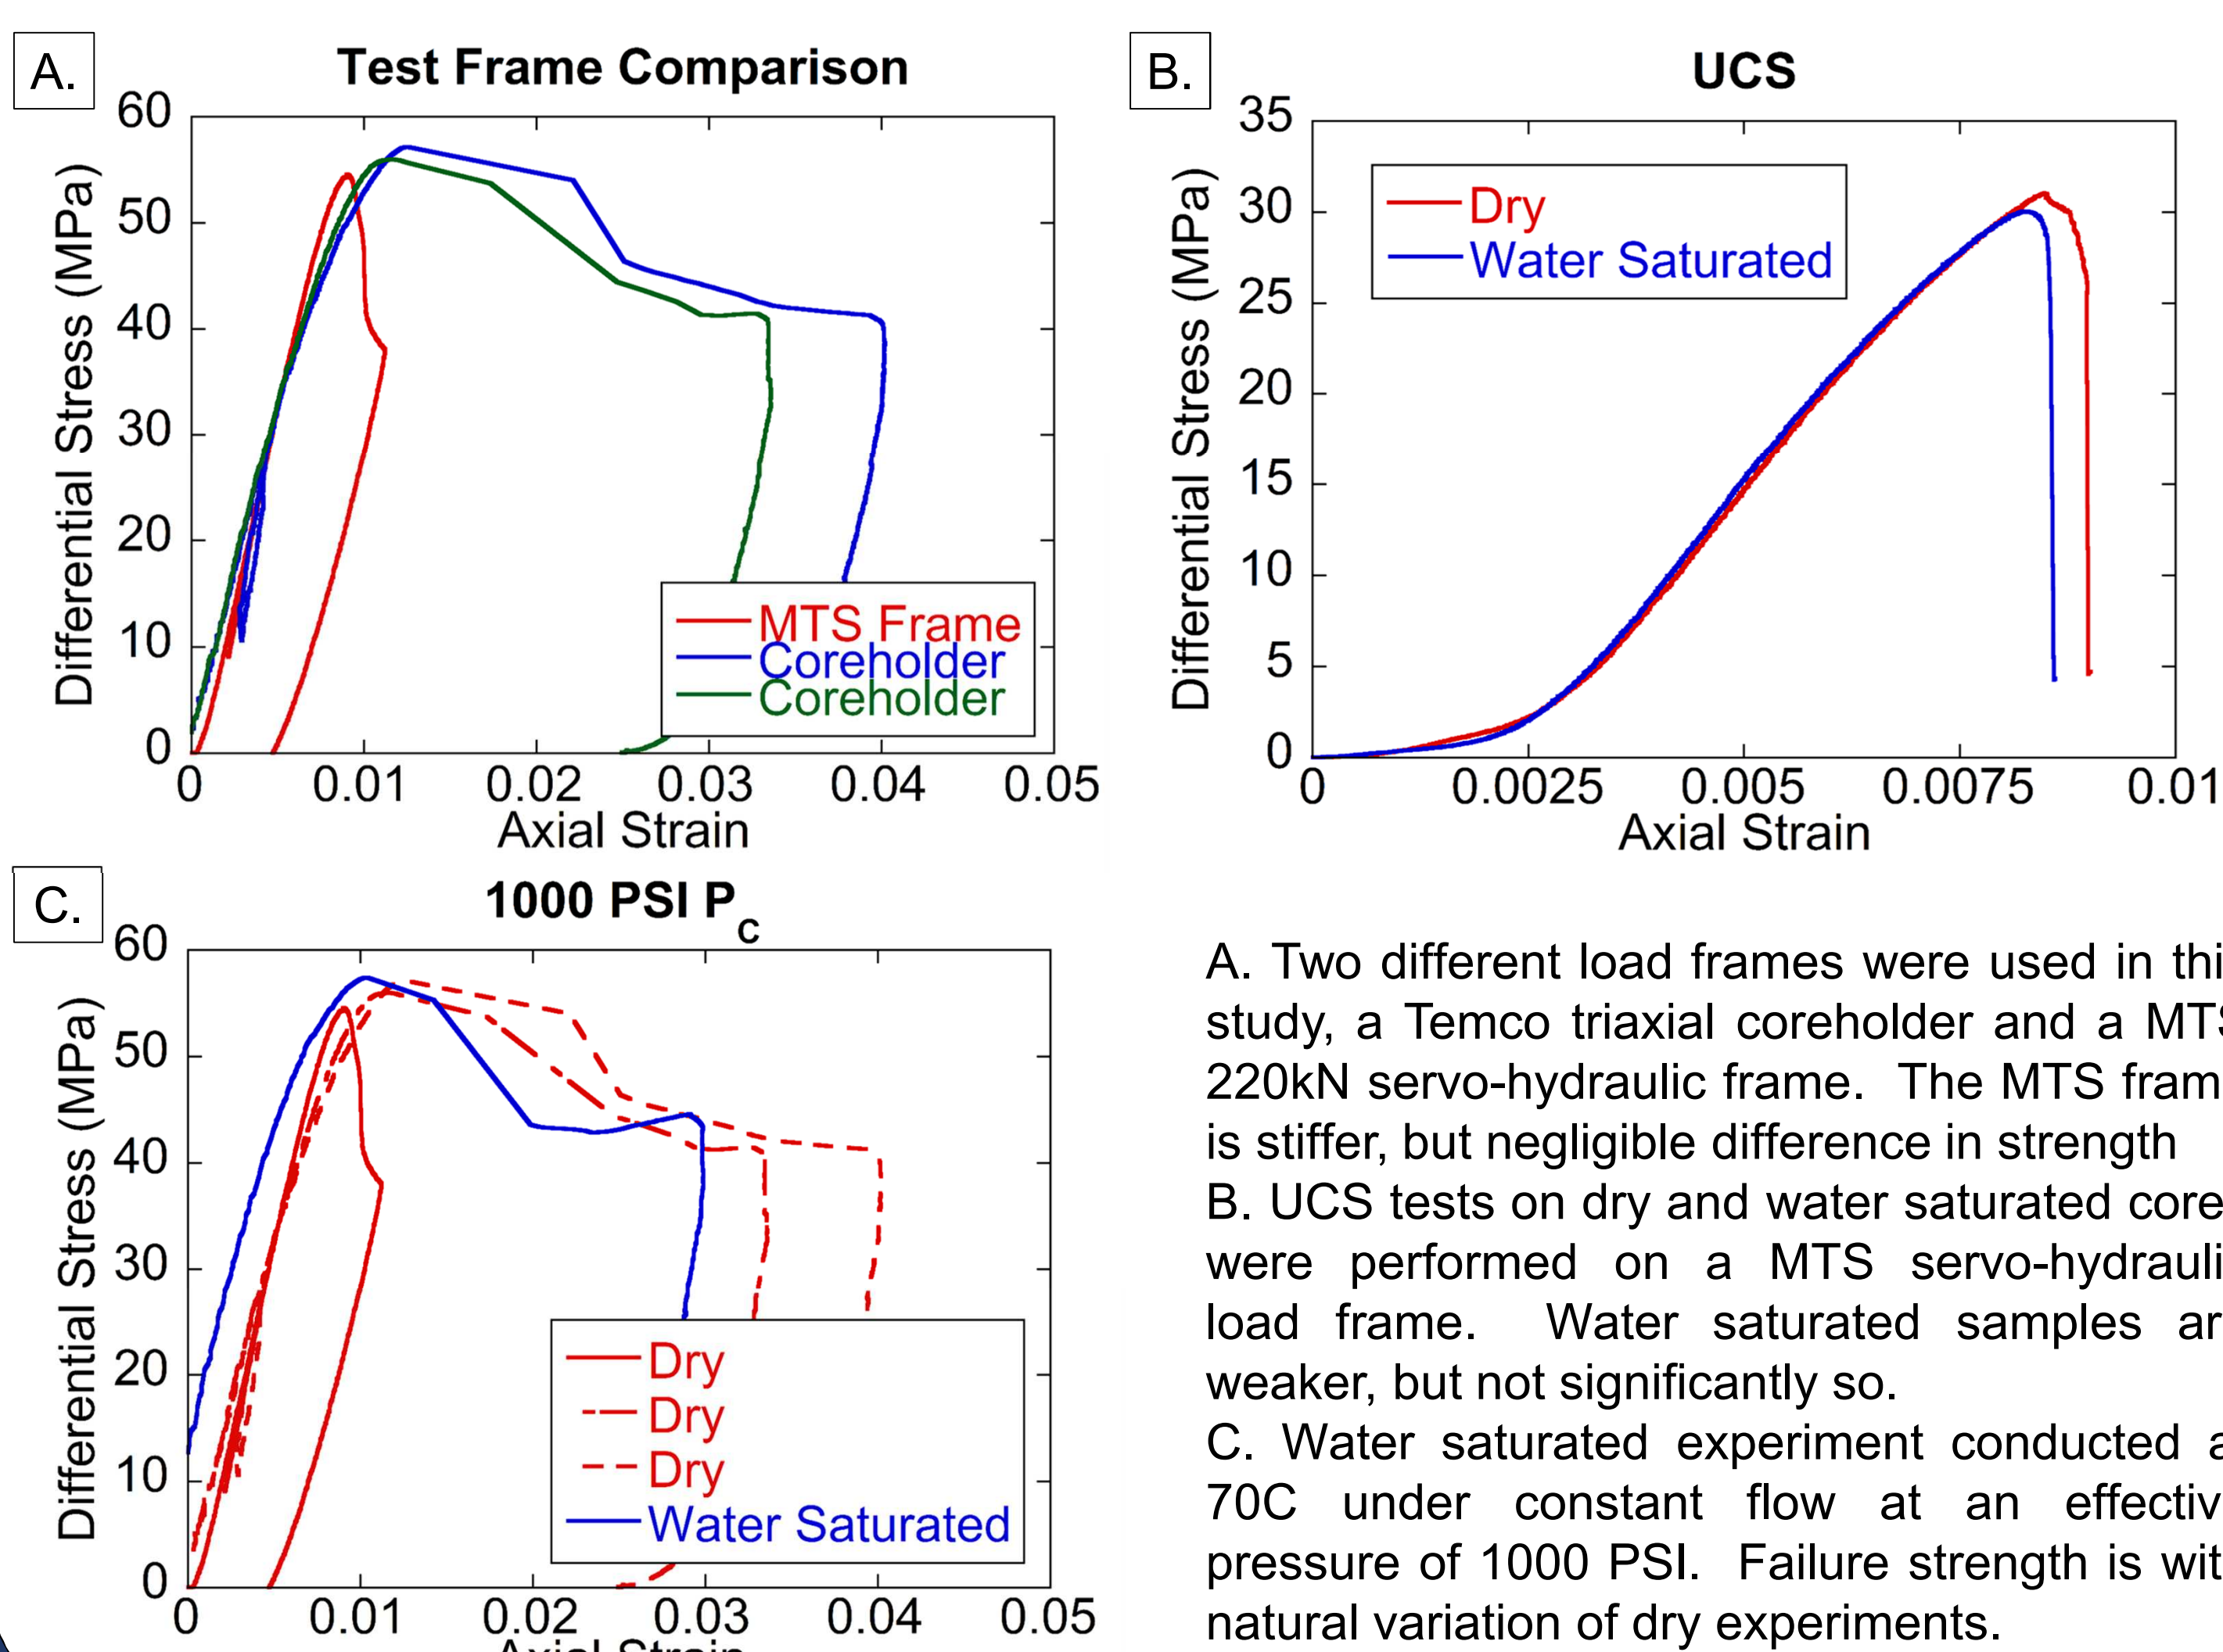 A.
Test Frame Comparison
60
50
40
30
20
10
0
Differential Stress (MPa)
MTS Frame
Coreholder
Coreholder
0 0.01 0.02 0.03 0.04 0.05
Axial Strain
B.
UCS
35
30
25
20
15
10
5
0
Differential Stress (MPa)
Dry
Water Saturated
0 0.0025 0.005 0.0075 0.01
Axial Strain
C.
1000 PSI Pc
60
50
40
30
20
10
0
Differential Stress (MPa)
Dry
Dry
Dry
Water Saturated
0 0.01 0.02 0.03 0.04 0.05
Axial Strain
A. Two different load frames were used in thi
study, a Temco triaxial coreholder and a MTS
220kN servo-hydraulic frame. The MTS fram
is stiffer, but negligible difference in strength
B. UCS tests on dry and water saturated core
were performed on a MTS servo-hydrauli
load frame. Water saturated samples ar
weaker, but not significantly so.
C. Water saturated experiment conducted a
70C under constant flow at an effectiv
pressure of 1000 PSI. Failure strength is wit
natural variation of dry experiments.